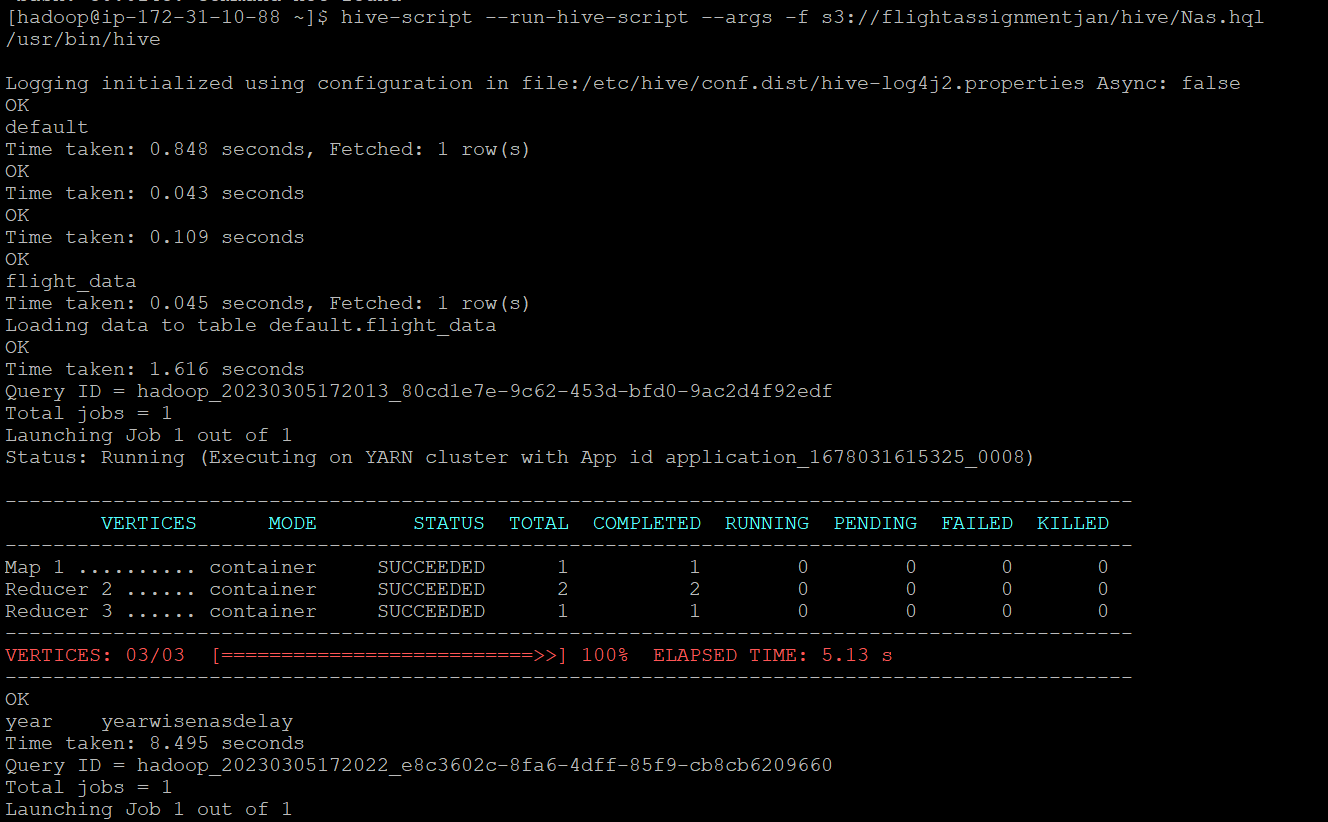 [hadoop@ip-172-31-10-88 ~]$ hive-script --run-hive-script --args -f s3://flightassignmentjan/hive/Nas.hql
/usr/bin/hive
Logging initialized using configuration in file:/etc/hive/conf.dist/hive-log4j2.properties Async: false
OK
default
Time taken: 0.848 seconds, Fetched: 1 row(s)
OK
Time taken: 0.043 seconds
OK
Time taken: 0.109 seconds
OK
flight_data
Time taken: 0.045 seconds, Fetched: 1 row(s)
Loading data to table default.flight_data
OK
Time taken: 1.616 seconds
Query ID = hadoop_20230305172013_80cd1e7e-9c62-453d-bfd0-9ac2d4f92edf
Total jobs = 1
Launching Job 1 out of 1
Status: Running (Executing on YARN cluster with App id application_1678031615325_0008)
----------------------------------------------------------------------------------------------
        VERTICES      MODE        STATUS  TOTAL  COMPLETED  RUNNING  PENDING  FAILED  KILLED
----------------------------------------------------------------------------------------------
Map 1 .......... container     SUCCEEDED      1          1        0        0       0       0
Reducer 2 ...... container     SUCCEEDED      2          2        0        0       0       0
Reducer 3 ...... container     SUCCEEDED      1          1        0        0       0       0
----------------------------------------------------------------------------------------------
VERTICES: 03/03  [==========================>>] 100%  ELAPSED TIME: 5.13 s
----------------------------------------------------------------------------------------------
OK
year    yearwisenasdelay
Time taken: 8.495 seconds
Query ID = hadoop_20230305172022_e8c3602c-8fa6-4dff-85f9-cb8cb6209660
Total jobs = 1
Launching Job 1 out of 1